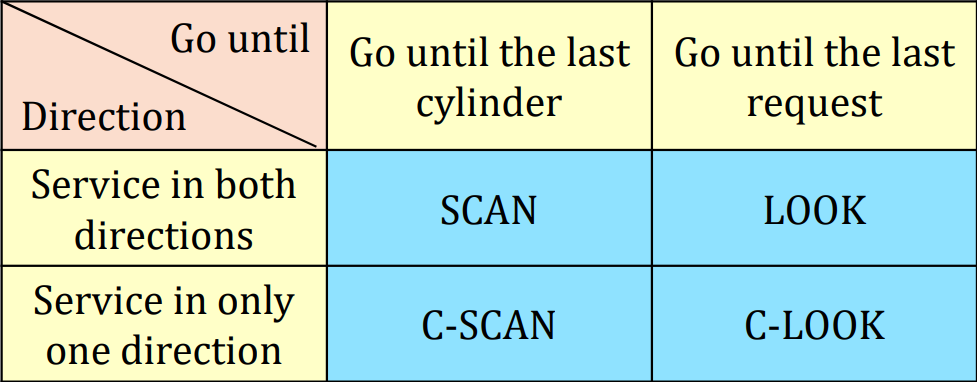 Go until
Direction
Go until the last
cylinder
Go until the last
request
Service in both
directions
SCAN
LOOK
Service in only
one direction
C-SCAN
C-LOOK